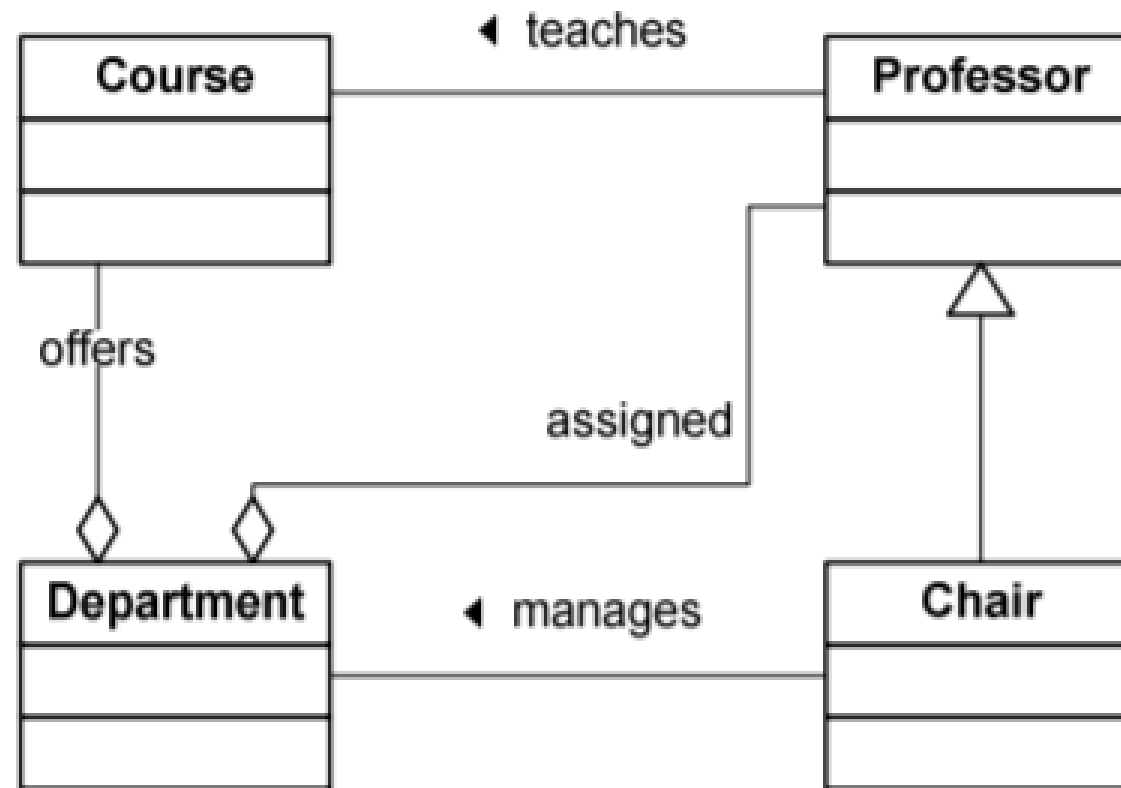 ◄ teaches
Course
Professor
offers
assigned
Department
◄ manages
Chair